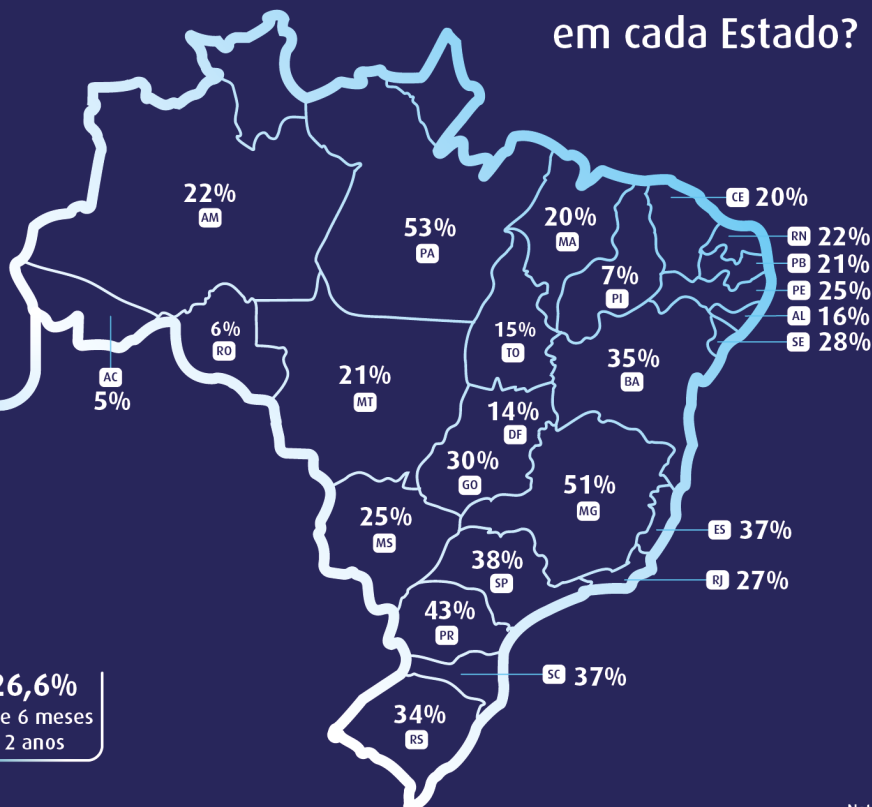 em cada Estado?
22%
AM
53%
PA
20%
MA
7%
PI
CE 20%
RN 22%
PB 21%
PE 25%
AL 16%
SE 28%
6%
RO
AC
5%
21%
MT
15%
TO
35%
BA
14%
DF
30%
GO
51%
MG
25%
MS
ES 37%
RJ 27%
38%
SP
43%
PR
SC 37%
34%
RS
26,6%
e 6 meses
2 anos